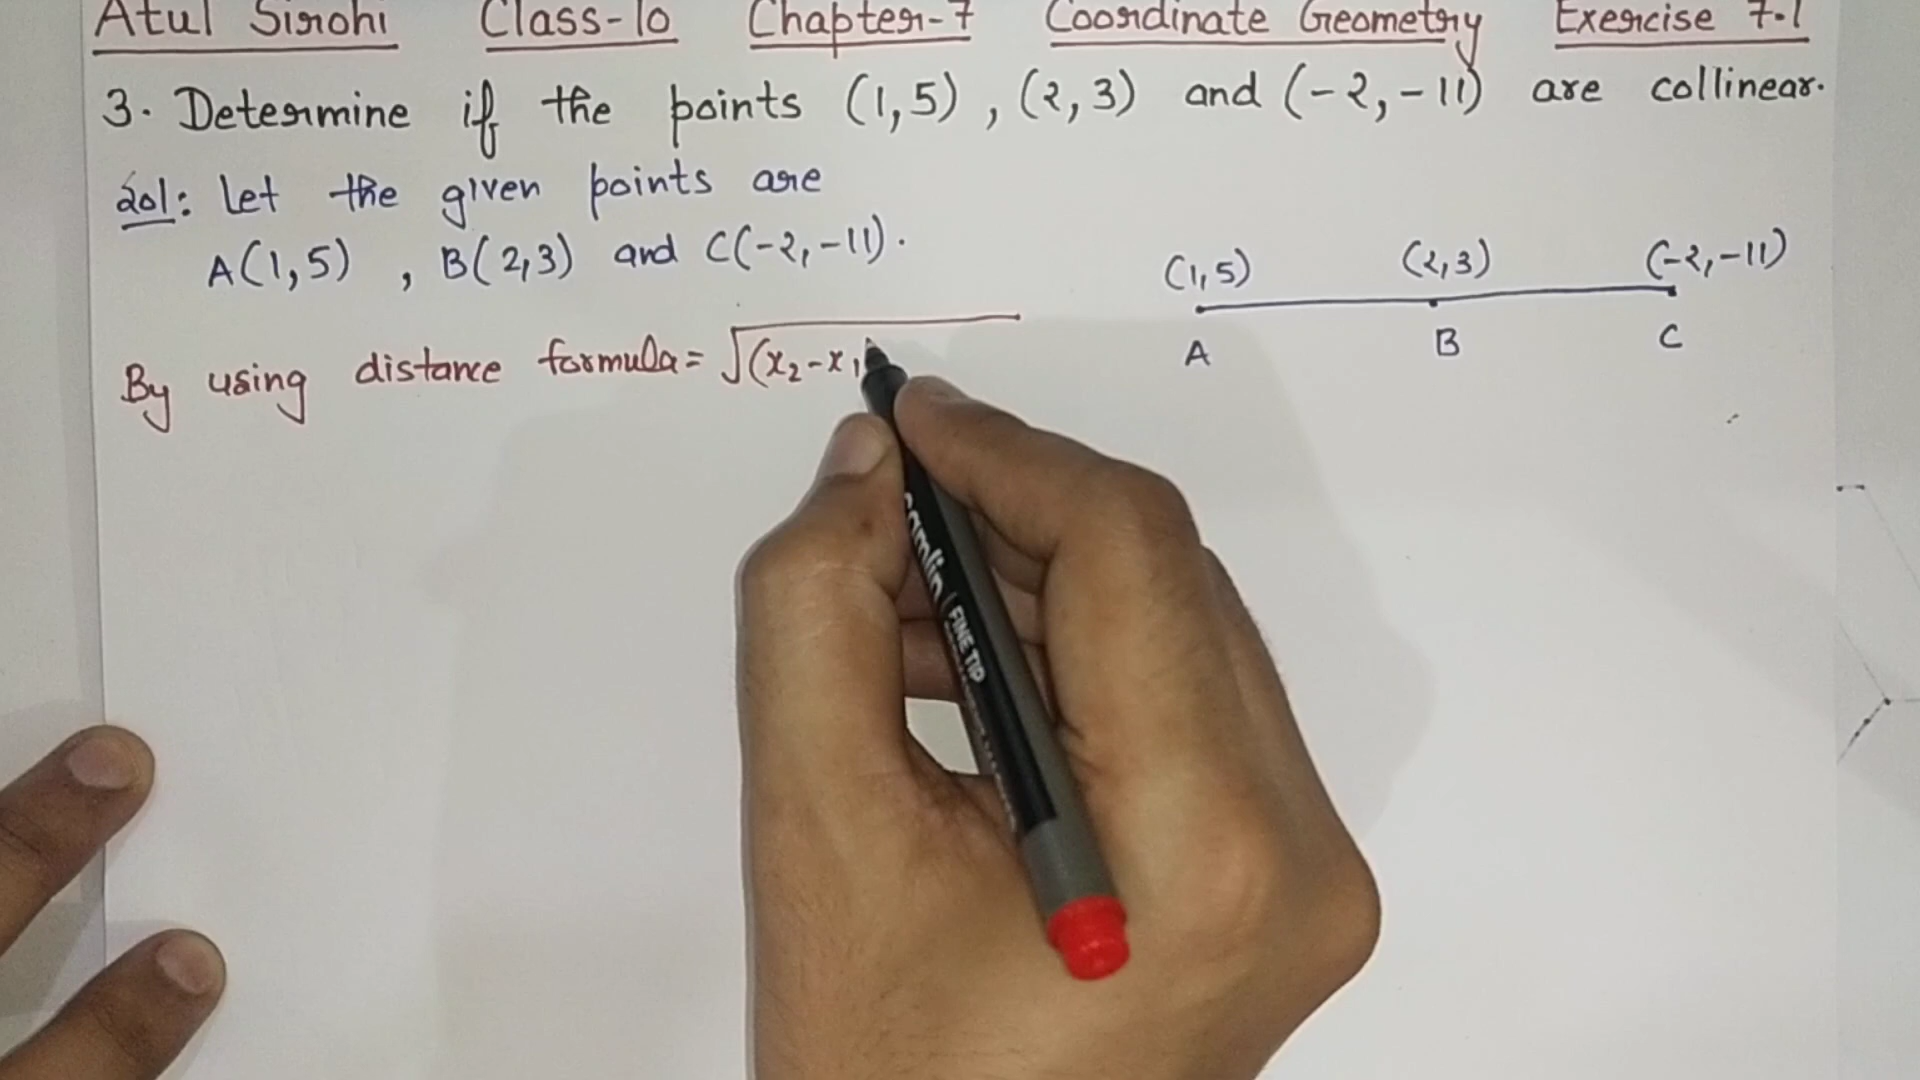 Atul Sirohi Class-10 Chapter-7 Coordinate Geometry Exercise 7.1
3. Determine if the points (1,5), (2,3) and (-2,-11) are collinear.
Sol: Let the given points are
A(1,5), B(2,3) and C(-2,-11).
(1,5) (2,3) (-2,-11)
A B C
By using distance formula = √(x₂-x₁
camlin FINE TIP